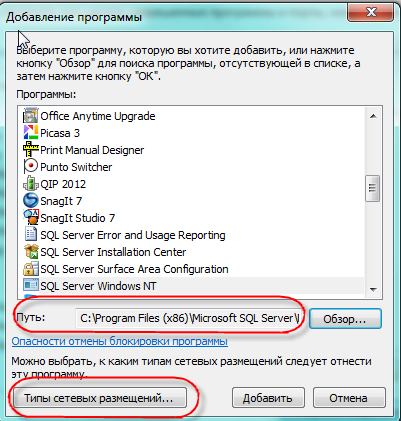 Добавление программы
Выберите программу, которую вы хотите добавить, или нажмите
кнопку "Обзор" для поиска программы, отсутствующей в списке, а
затем нажмите кнопку "ОК".
Программы:
Office Anytime Upgrade
Picasa 3
Print Manual Designer
Punto Switcher
QIP 2012
SnagIt 7
SnagIt Studio 7
SQL Server Error and Usage Reporting
SQL Server Installation Center
SQL Server Surface Area Configuration
SQL Server Windows NT
Путь: C:\Program Files (x86)\Microsoft SQL Server\
Обзор...
Опасности отмены блокировки программы
Можно выбрать, к каким типам сетевых размещений следует отнести
эту программу.
Типы сетевых размещений... Добавить Отмена